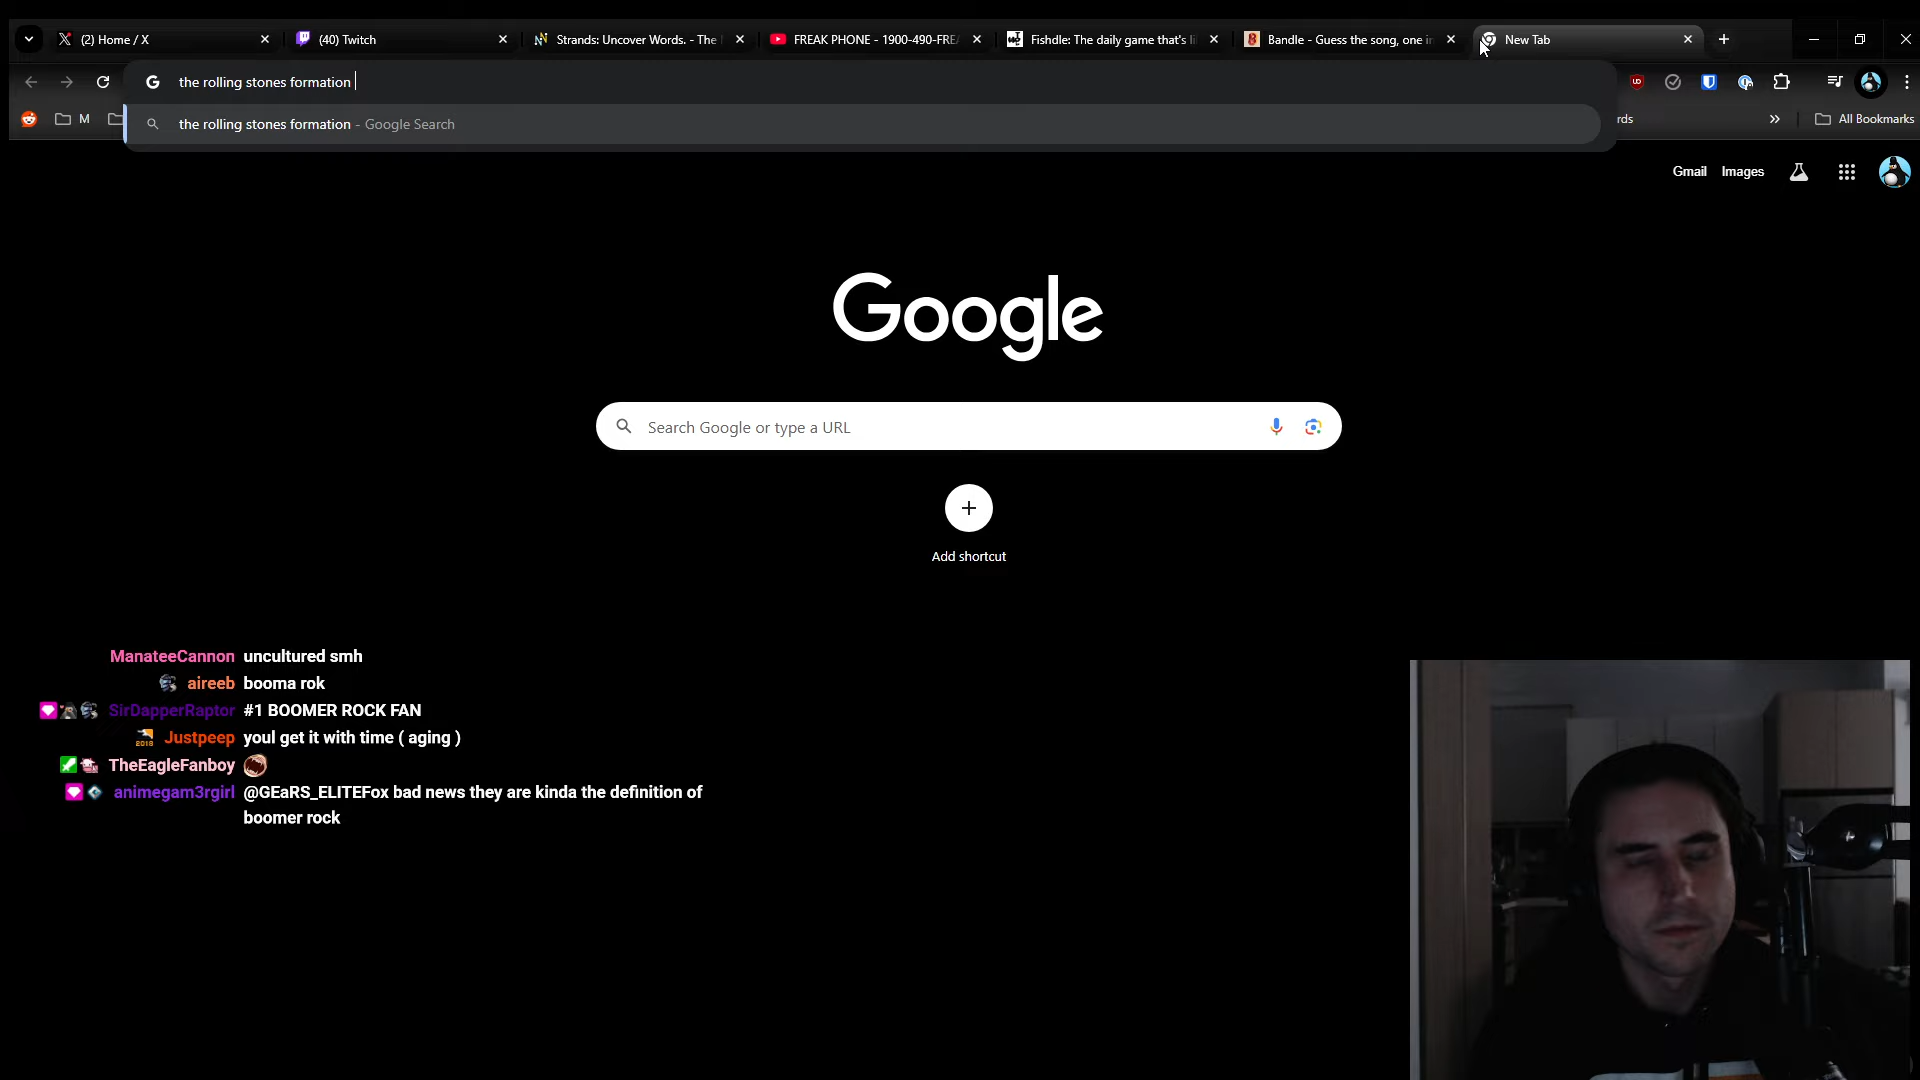 (2) Home / X
(40) Twitch
Strands: Uncover Words. - The
FREAK PHONE - 1900-490-FRE
Fishdle: The daily game that's li
Bandle - Guess the song, one in
New Tab
the rolling stones formation
M
the rolling stones formation - Google Search
rds
All Bookmarks
Gmail Images
Google
Search Google or type a URL
Add shortcut
ManateeCannon uncultured smh
aireeb booma rok
SirDapperRaptor #1 BOOMER ROCK FAN
2018 Justpeep youl get it with time ( aging )
TheEagleFanboy
animegam3rgirl @GEaRS_ELITEFox bad news they are kinda the definition of
boomer rock